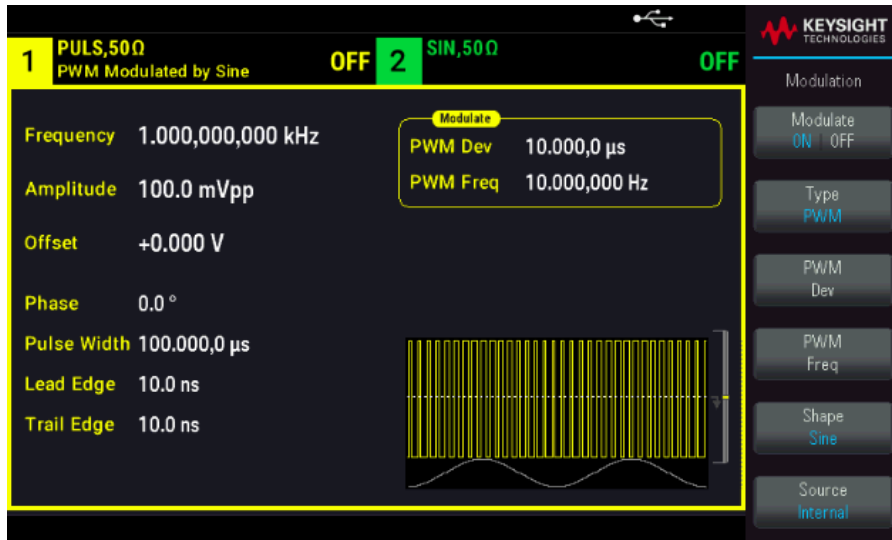 KEYSIGHT
TECHNOLOGIES
1 PULS,50Ω
PWM Modulated by Sine
OFF
2 SIN,50Ω
OFF
Frequency 1.000,000,000 kHz
Amplitude 100.0 mVpp
Offset +0.000 V
Phase 0.0 °
Pulse Width 100.000,0 µs
Lead Edge 10.0 ns
Trail Edge 10.0 ns
Modulate
PWM Dev 10.000,0 µs
PWM Freq 10.000,000 Hz
Modulation
Modulate
ON | OFF
Type
PWM
PWM
Dev
PWM
Freq
Shape
Sine
Source
Internal